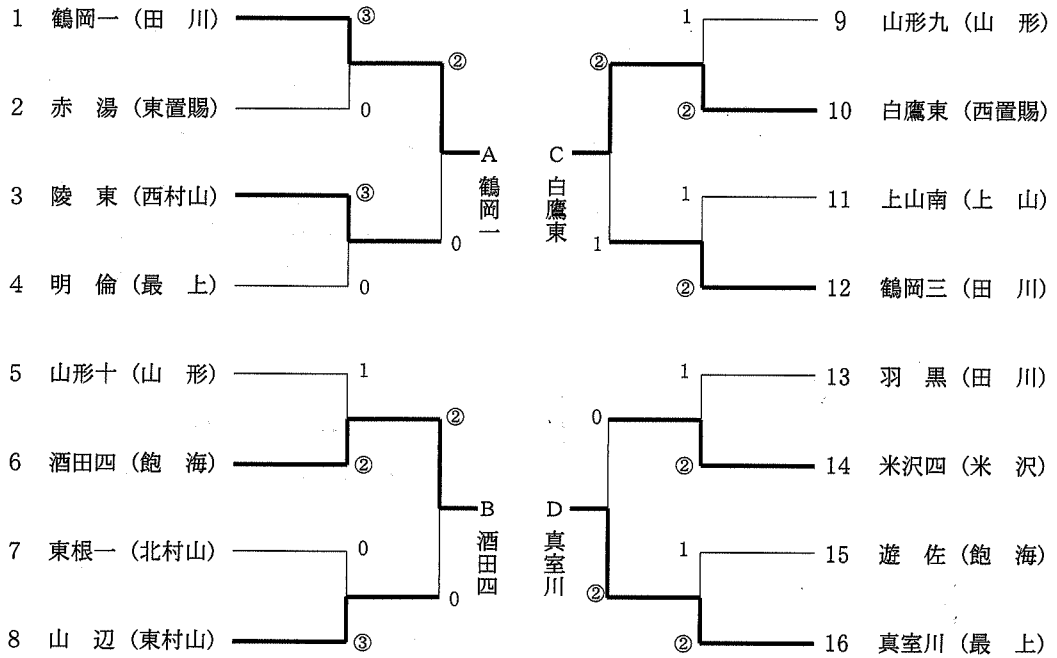 1 鶴岡一 (田 川)
③
2 赤 湯 (東置賜)
0
②
3 陵 東 (西村山)
③
4 明 倫 (最 上)
0
0
A
鶴岡一
5 山形十 (山 形)
1
6 酒田四 (飽 海)
②
②
7 東根一 (北村山)
0
8 山 辺 (東村山)
③
0
B
酒田四
1
9 山形九 (山 形)
②
②
10 白鷹東 (西置賜)
C
白鷹東
1
11 上山南 (上 山)
1
②
12 鶴岡三 (田 川)
1
13 羽 黒 (田 川)
0
②
14 米沢四 (米 沢)
D
真室川
1
15 遊 佐 (飽 海)
②
②
16 真室川 (最 上)